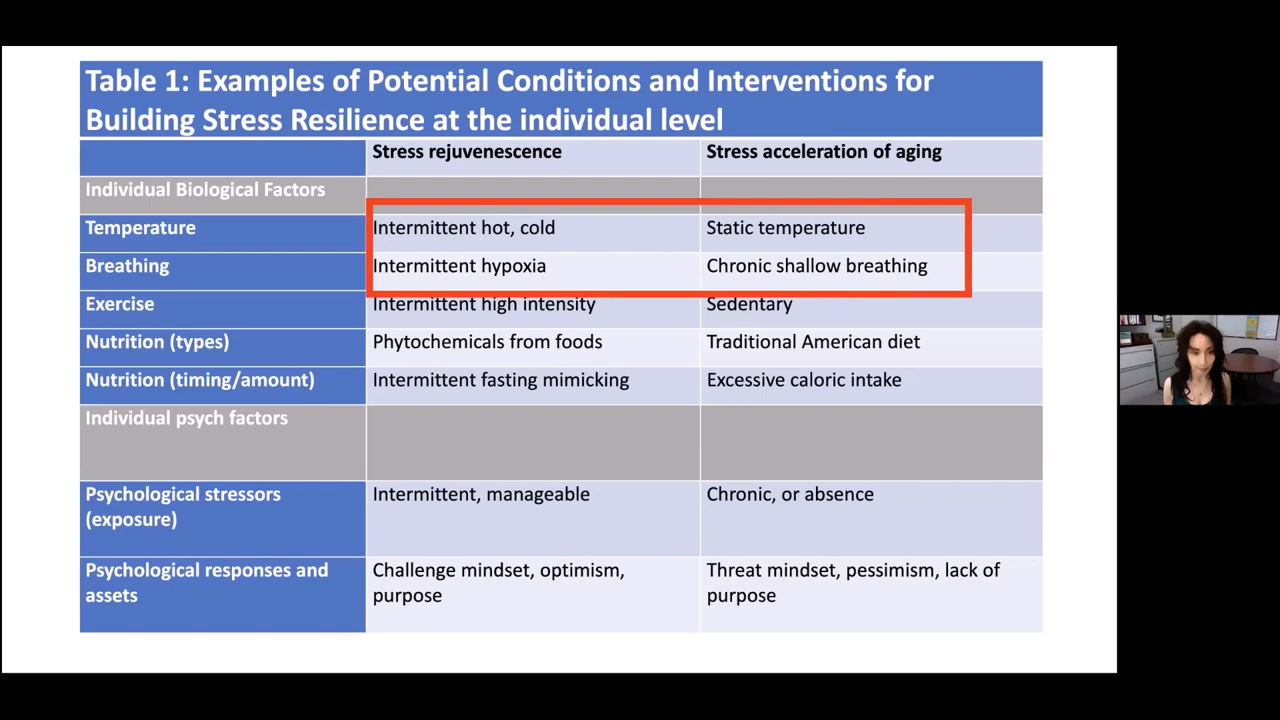 Table 1: Examples of Potential Conditions and Interventions for
Building Stress Resilience at the individual level
Stress rejuvenescence Stress acceleration of aging
Individual Biological Factors
Temperature Intermittent hot, cold Static temperature
Breathing Intermittent hypoxia Chronic shallow breathing
Exercise Intermittent high intensity Sedentary
Nutrition (types) Phytochemicals from foods Traditional American diet
Nutrition (timing/amount) Intermittent fasting mimicking Excessive caloric intake
Individual psych factors
Psychological stressors Intermittent, manageable Chronic, or absence
(exposure)
Psychological responses and Challenge mindset, optimism, Threat mindset, pessimism, lack of
assets purpose purpose